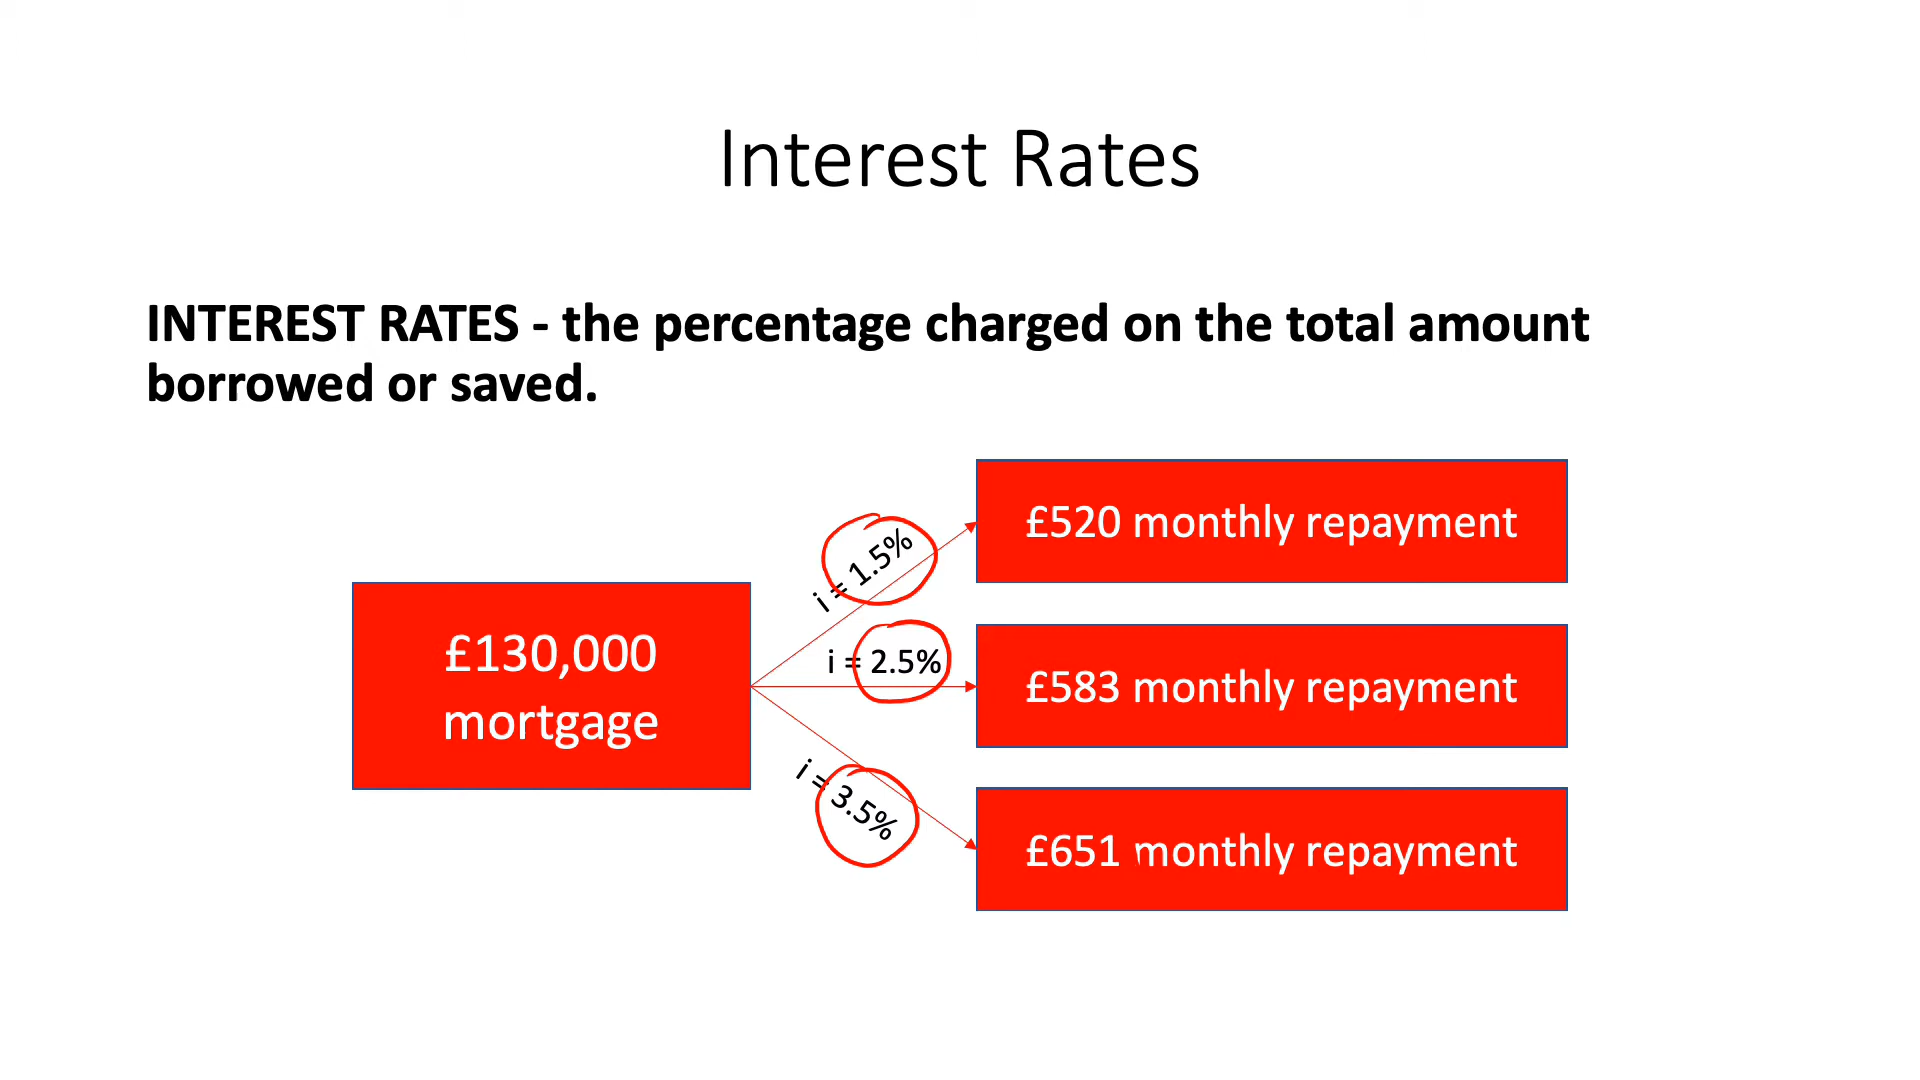 Interest Rates
INTEREST RATES - the percentage charged on the total amount
borrowed or saved.
£130,000
mortgage
i = 1.5%
£520 monthly repayment
i = 2.5%
£583 monthly repayment
i = 3.5%
£651 monthly repayment